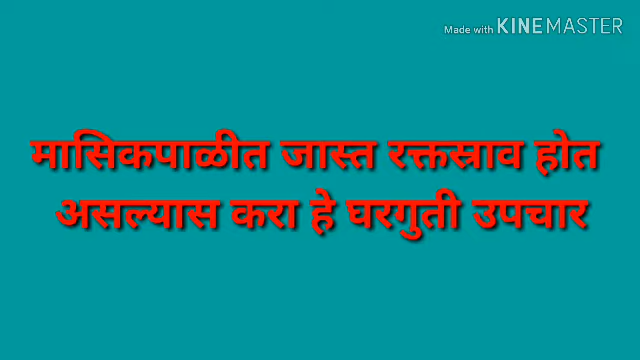 Made with KINEMASTER
मासिकपाळीत जास्त रक्तस्राव होत
असल्यास करा हे घरगुती उपचार